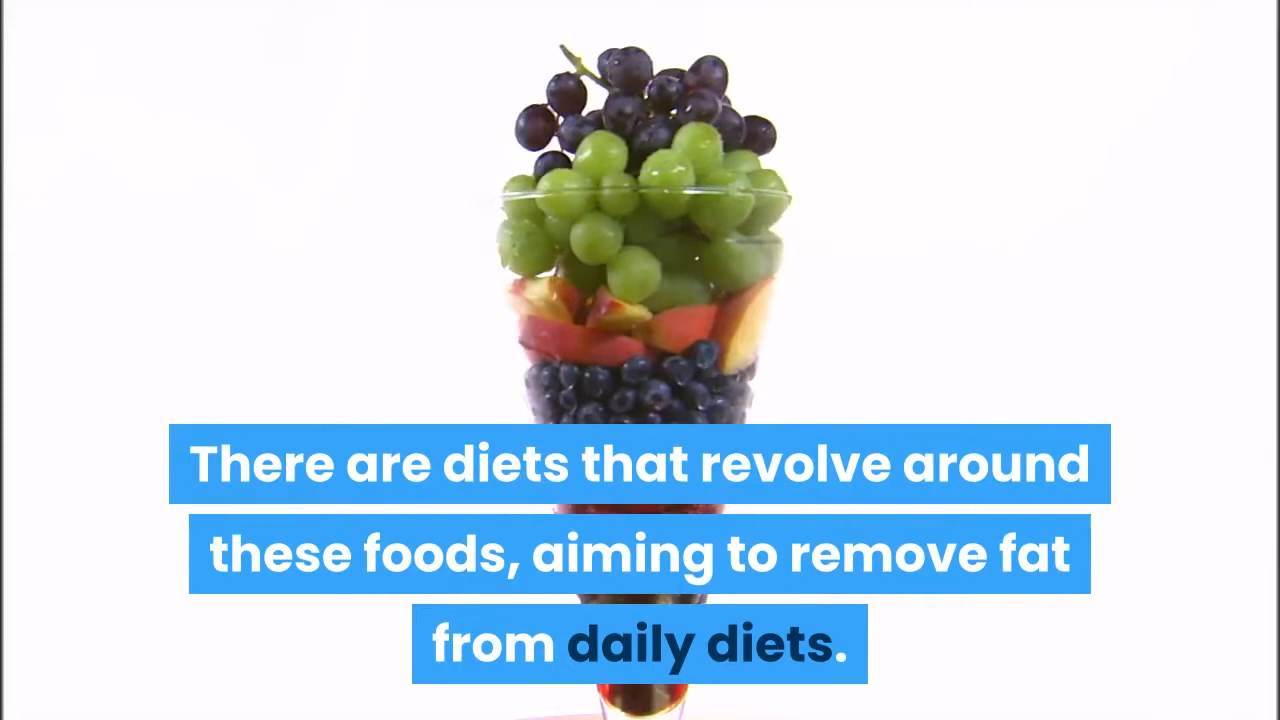 There are diets that revolve around
these foods, aiming to remove fat
from daily diets.